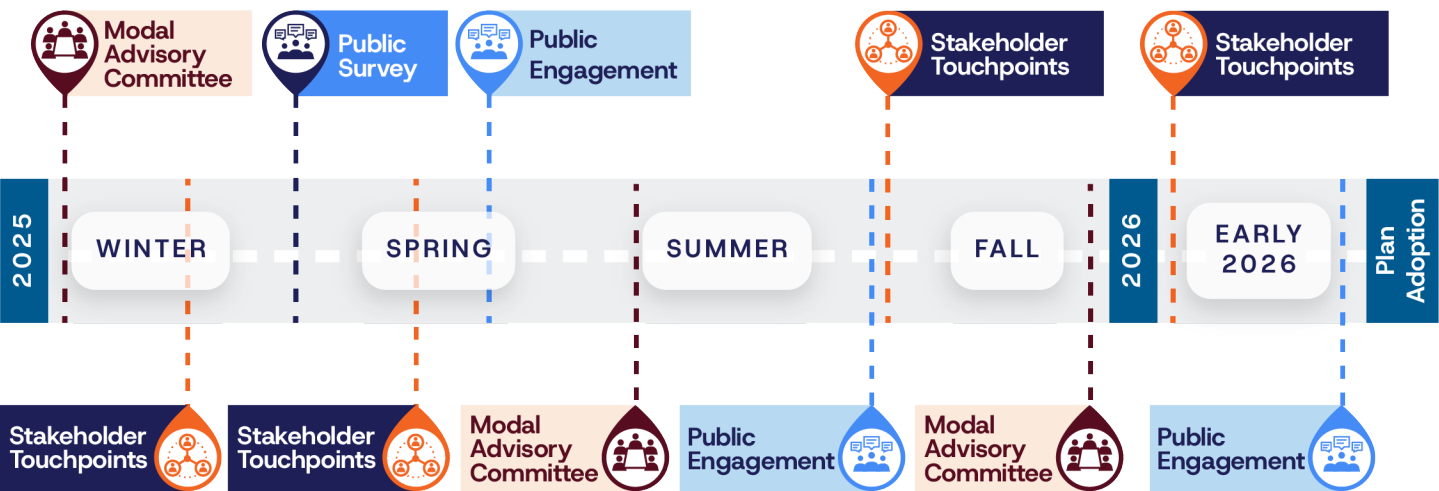 Modal
Advisory
Committee
Public
Survey
Public
Engagement
Stakeholder
Touchpoints
Stakeholder
Touchpoints
2025
WINTER
SPRING
SUMMER
FALL
2026
EARLY
2026
Plan
Adoption
Stakeholder
Touchpoints
Stakeholder
Touchpoints
Modal
Advisory
Committee
Public
Engagement
Modal
Advisory
Committee
Public
Engagement